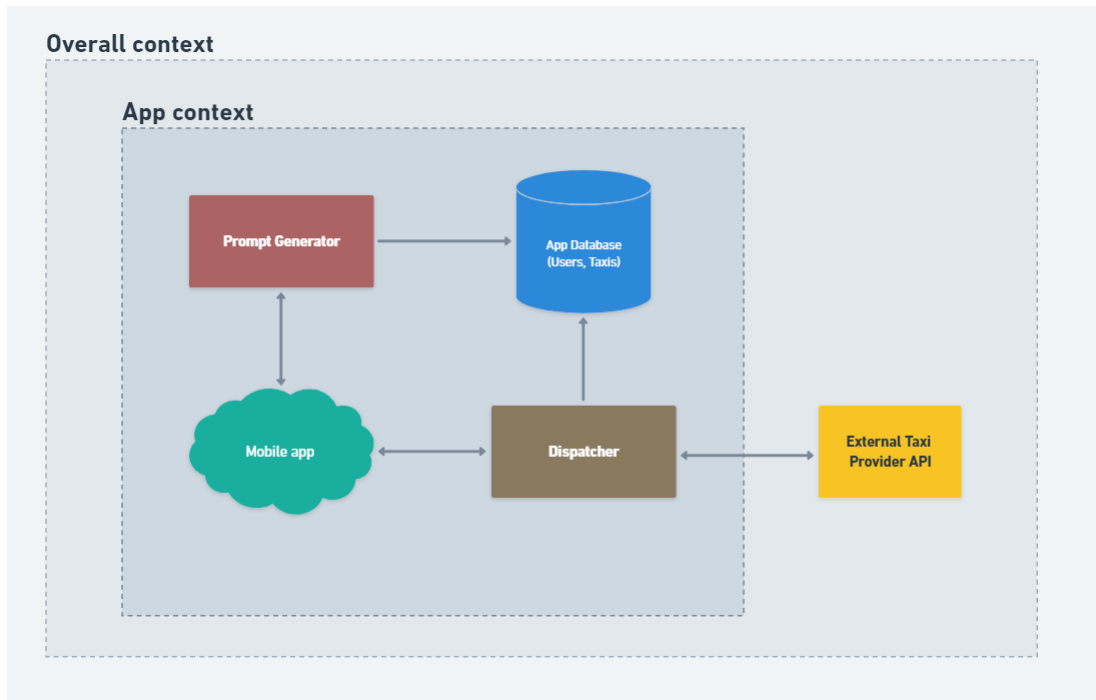 Overall context
App context
Prompt Generator
App Database
(Users, Taxis)
Mobile app
Dispatcher
External Taxi
Provider API